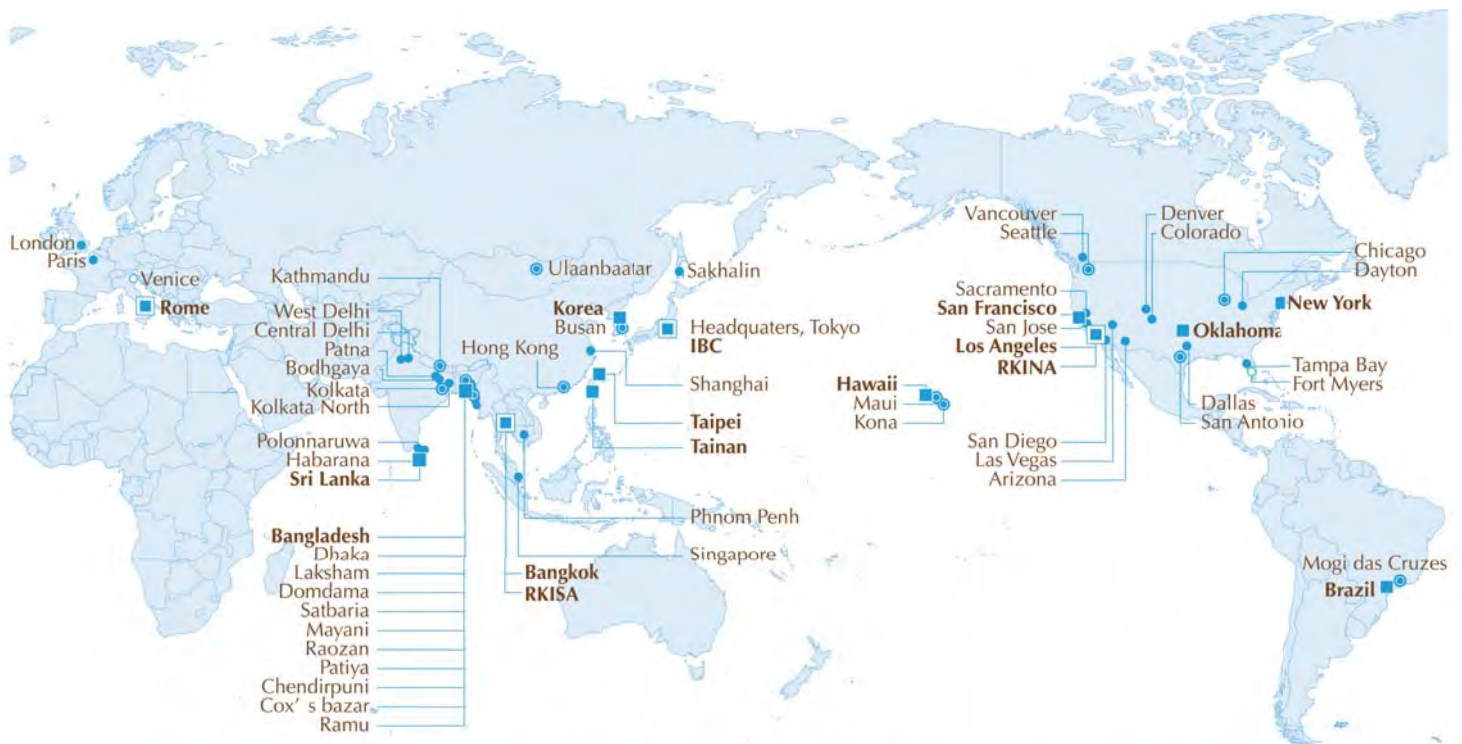 London
Paris
Venice
Rome
Kathmandu
West Delhi
Central Delhi
Patna
Bodhgaya
Kolkata
Kolkata North
Polonnaruwa
Habarana
Sri Lanka
Bangladesh
Dhaka
Laksham
Domdama
Satbaria
Mayani
Raozan
Patiya
Chendirpuni
Cox' s bazar
Ramu
Ulaanbaatar
Hong Kong
Korea
Busan
Sakhalin
Headquaters, Tokyo
IBC
Shanghai
Taipei
Tainan
Phnom Penh
Singapore
Bangkok
RKISA
Hawaii
Maui
Kona
Vancouver
Seattle
Sacramento
San Francisco
San Jose
Los Angeles
RKINA
San Diego
Las Vegas
Arizona
Denver
Colorado
Chicago
Dayton
New York
Oklahoma
Tampa Bay
Fort Myers
Dallas
San Antonio
Mogi das Cruzes
Brazil